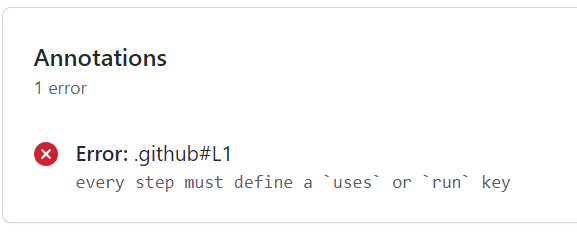 Annotations
1 error
Error: .github#L1
every step must define a `uses` or `run` key